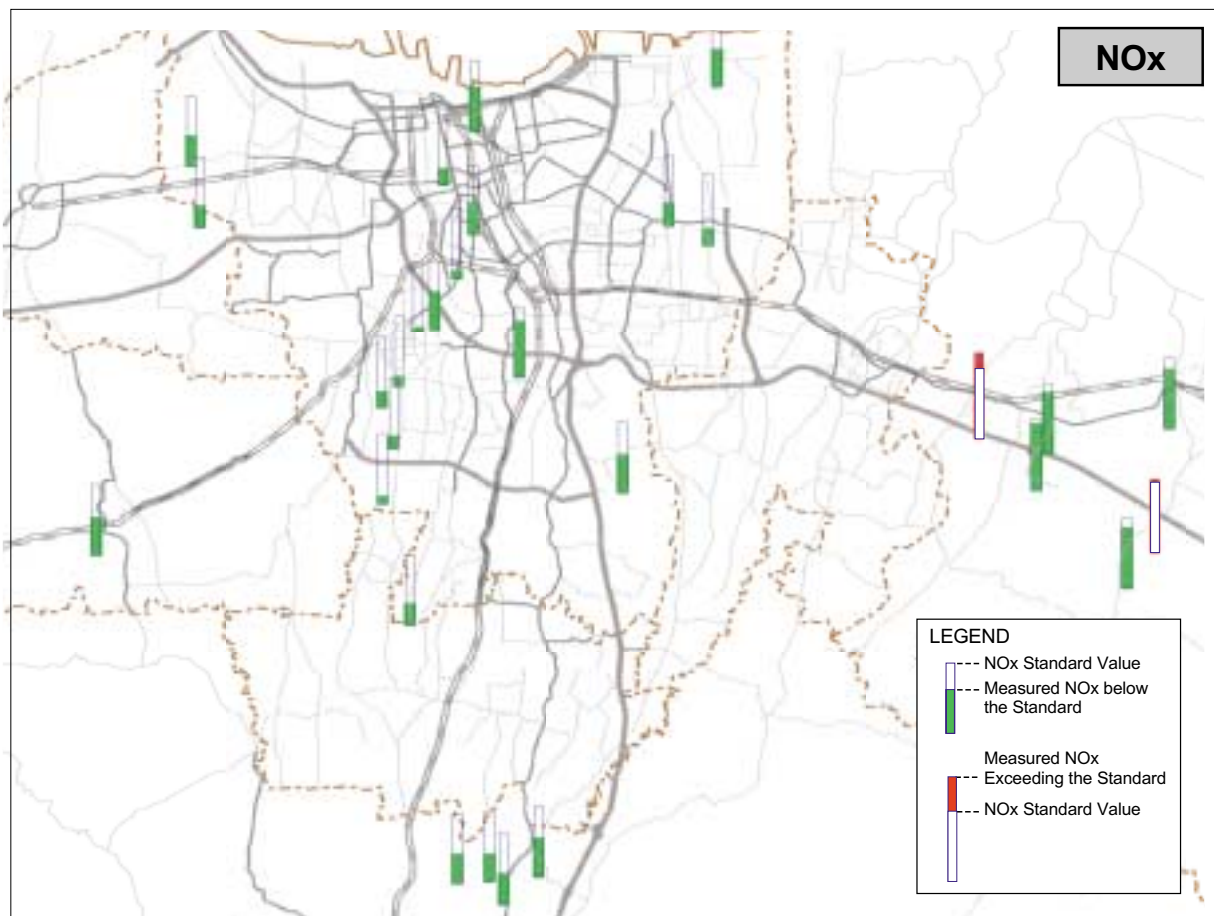 NOx
LEGEND
NOx Standard Value
Measured NOx below
the Standard
Measured NOx
Exceeding the Standard
NOx Standard Value